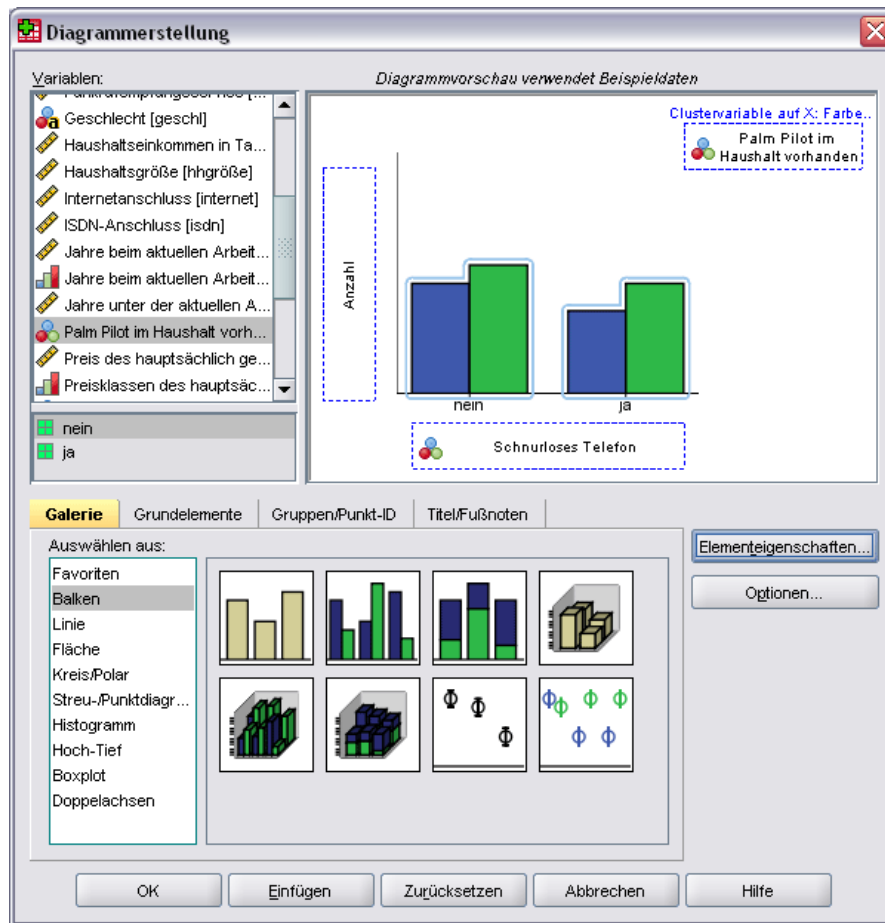 Diagrammerstellung
Variablen:
Geschlecht [geschl]
Haushaltseinkommen in Ta...
Haushaltsgröße [hhgröße]
Internetanschluss [internet]
ISDN-Anschluss [isdn]
Jahre beim aktuellen Arbeit...
Jahre beim aktuellen Arbeit...
Jahre unter der aktuellen A...
Palm Pilot im Haushalt vorh...
Preis des hauptsächlich ge...
Preisklassen des hauptsäc...
nein
ja
Diagrammvorschau verwendet Beispieldaten
Clustervariable auf X: Farbe..
Palm Pilot im
Haushalt vorhanden
Anzahl
nein
ja
Schnurloses Telefon
Galerie
Grundelemente
Gruppen/Punkt-ID
Titel/Fußnoten
Auswählen aus:
Favoriten
Balken
Linie
Fläche
Kreis/Polar
Streu-/Punktdiagr...
Histogramm
Hoch-Tief
Boxplot
Doppelachsen
Elementeigenschaften...
Optionen...
OK
Einfügen
Zurücksetzen
Abbrechen
Hilfe